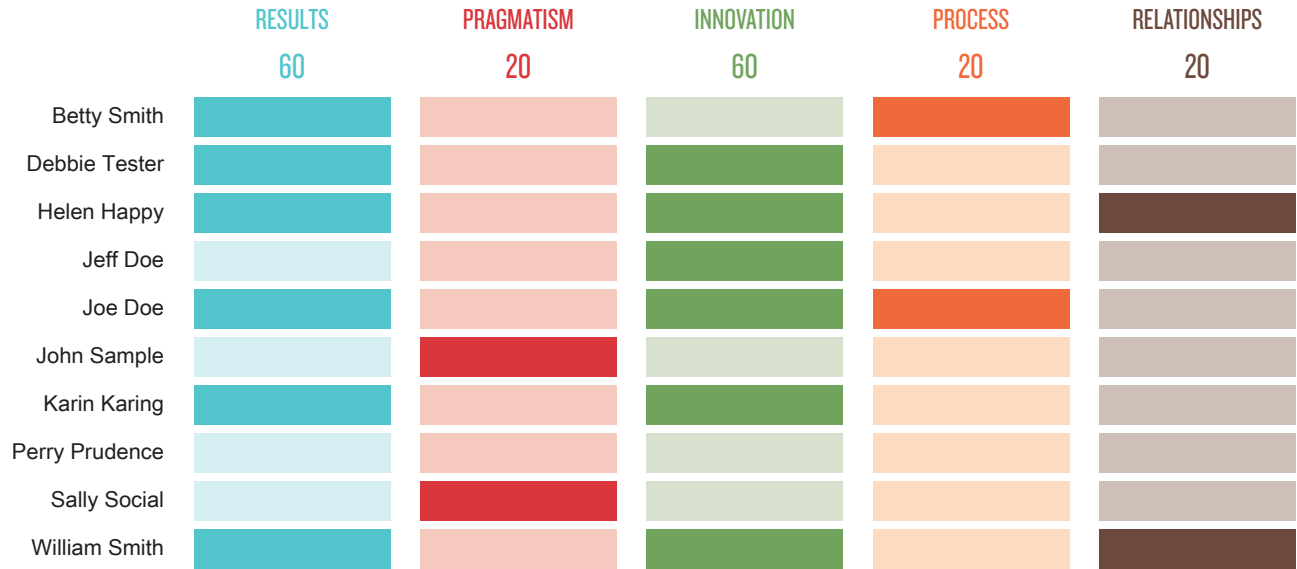 RESULTS PRAGMATISM INNOVATION PROCESS RELATIONSHIPS
60 20 60 20 20
Betty Smith
Debbie Tester
Helen Happy
Jeff Doe
Joe Doe
John Sample
Karin Karing
Perry Prudence
Sally Social
William Smith